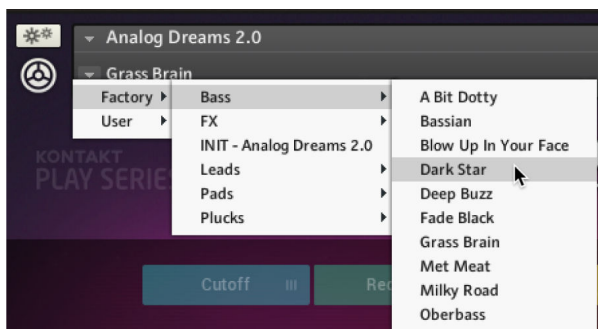 Analog Dreams 2.0
Grass Brain
Factory
User
KONTAKT
PLAY SERIES
Bass
FX
INIT - Analog Dreams 2.0
Leads
Pads
Plucks
A Bit Dotty
Bassian
Blow Up In Your Face
Dark Star
Deep Buzz
Fade Black
Grass Brain
Met Meat
Milky Road
Oberbass
Cutoff